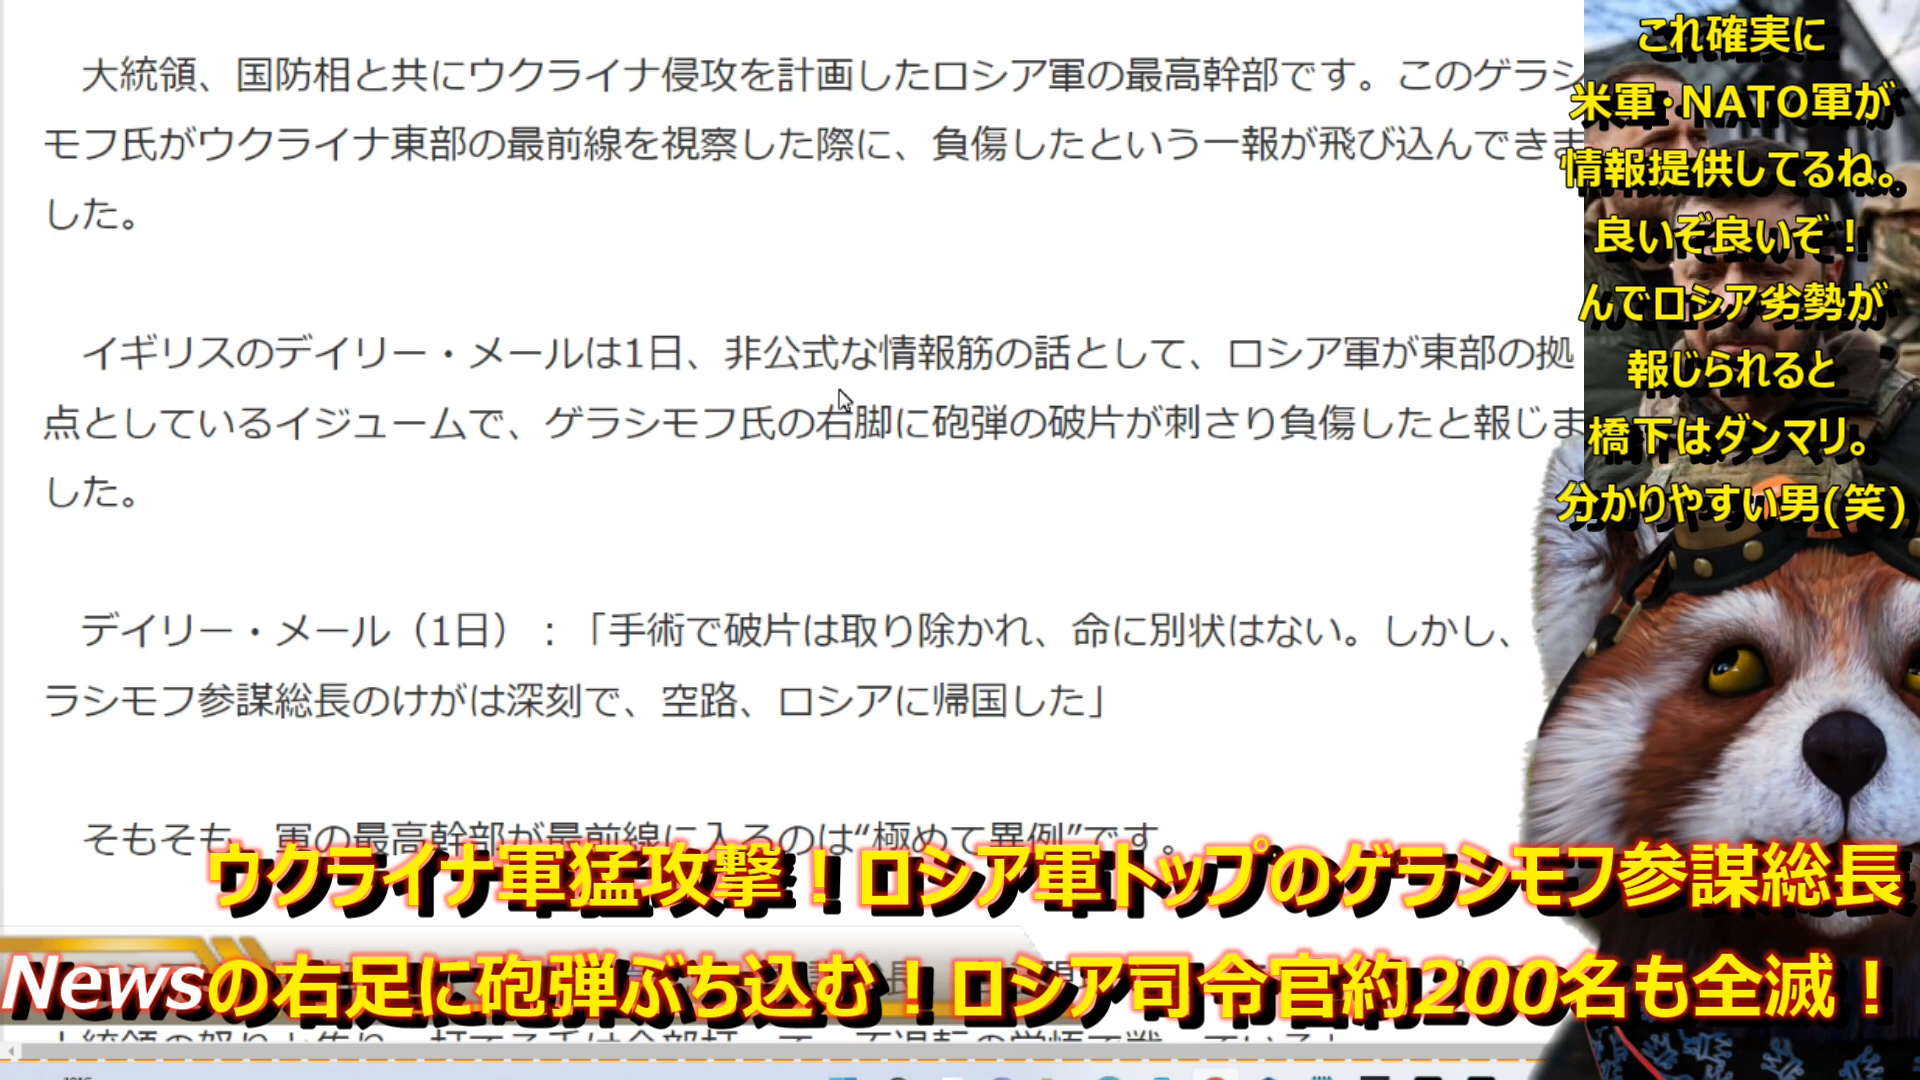 大統領、国防相と共にウクライナ侵攻を計画したロシア軍の最高幹部です。このゲラシ
モフ氏がウクライナ東部の最前線を視察した際に、負傷したという一報が飛び込んできま
した。
イギリスのデイリー・メールは1日、非公式な情報筋の話として、ロシア軍が東部の拠
点としているイジュームで、ゲラシモフ氏の右脚に砲弾の破片が刺さり負傷したと報じま
した。
デイリー・メール（1日）：「手術で破片は取り除かれ、命に別状はない。しかし、
ラシモフ参謀総長のけがは深刻で、空路、ロシアに帰国した」
そもそも、軍の最高幹部が最前線に入るのは“極めて異例”です。
これ確実に
米軍・NATO軍が
情報提供してるね。
良いぞ良いぞ！
んでロシア劣勢が
報じられると
橋下はダンマリ。
分かりやすい男(笑)
ウクライナ軍猛攻撃！ロシア軍トップのゲラシモフ参謀総長
Newsの右足に砲弾ぶち込む！ロシア司令官約200名も全滅！